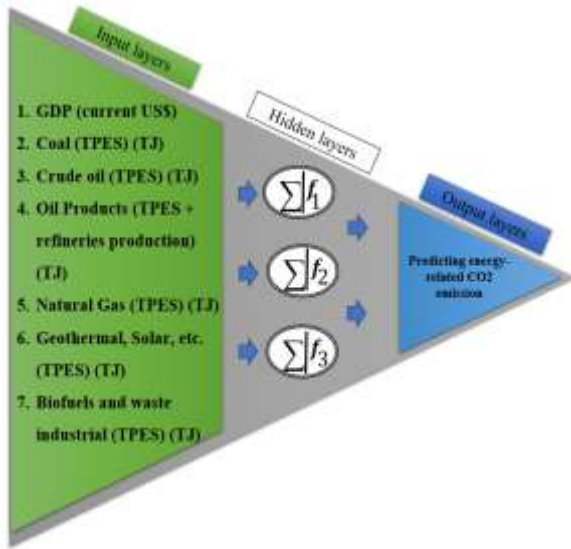 Input layers
1. GDP (current US$)
2. Coal (TPES) (TJ)
3. Crude oil (TPES) (TJ)
4. Oil Products (TPES +
refineries production)
(TJ)
5. Natural Gas (TPES) (TJ)
6. Geothermal, Solar, etc.
(TPES) (TJ)
7. Biofuels and waste
industrial (TPES) (TJ)
Hidden layers
∑|f₁
∑|f₂
∑|f₃
Output layers
Predicting energy-
related CO2
emission